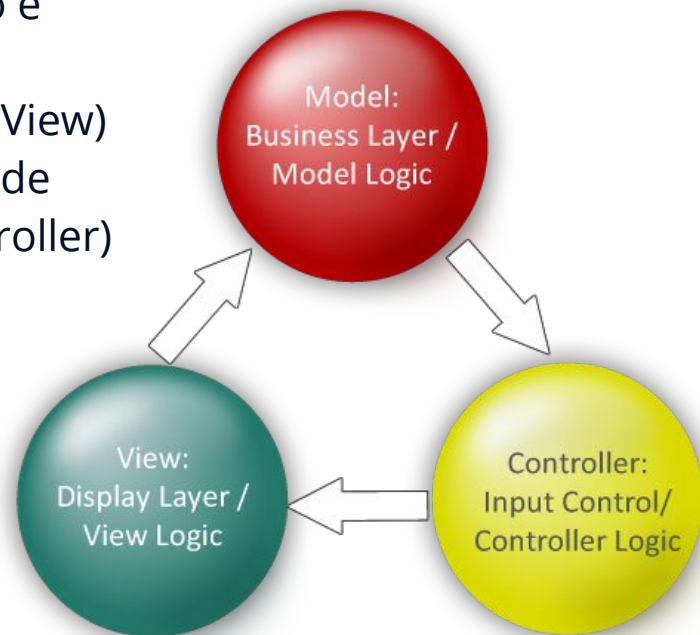 e
View)
de
roller)
Model:
Business Layer /
Model Logic
View:
Display Layer /
View Logic
Controller:
Input Control/
Controller Logic